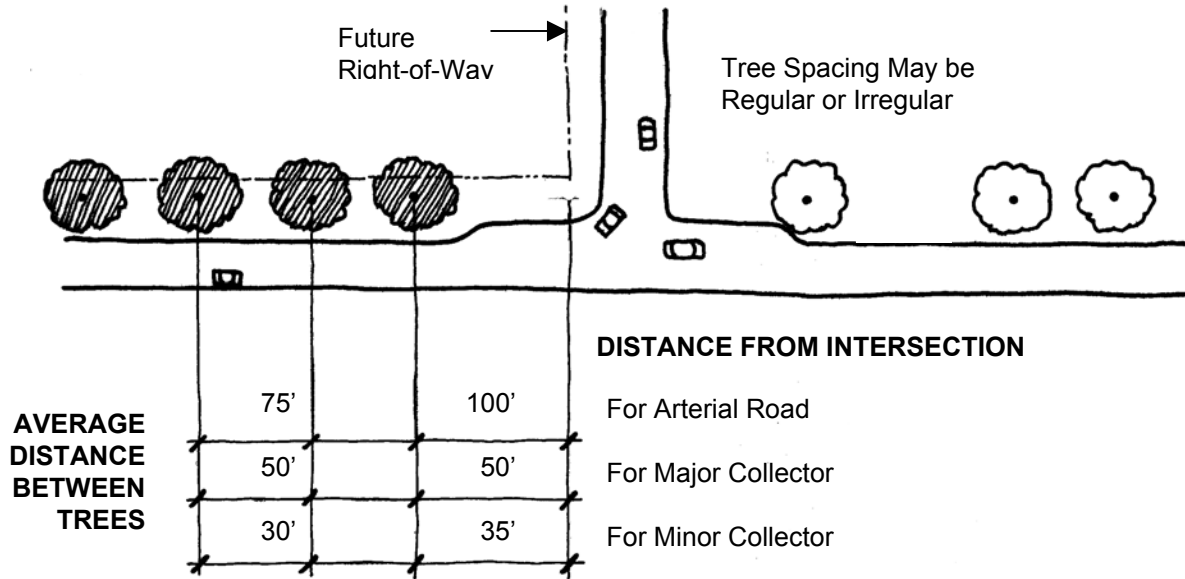 Future
Right-of-Way
Tree Spacing May be
Regular or Irregular
DISTANCE FROM INTERSECTION
AVERAGE
DISTANCE
BETWEEN
TREES
75’ 100’ For Arterial Road
50’ 50’ For Major Collector
30’ 35’ For Minor Collector